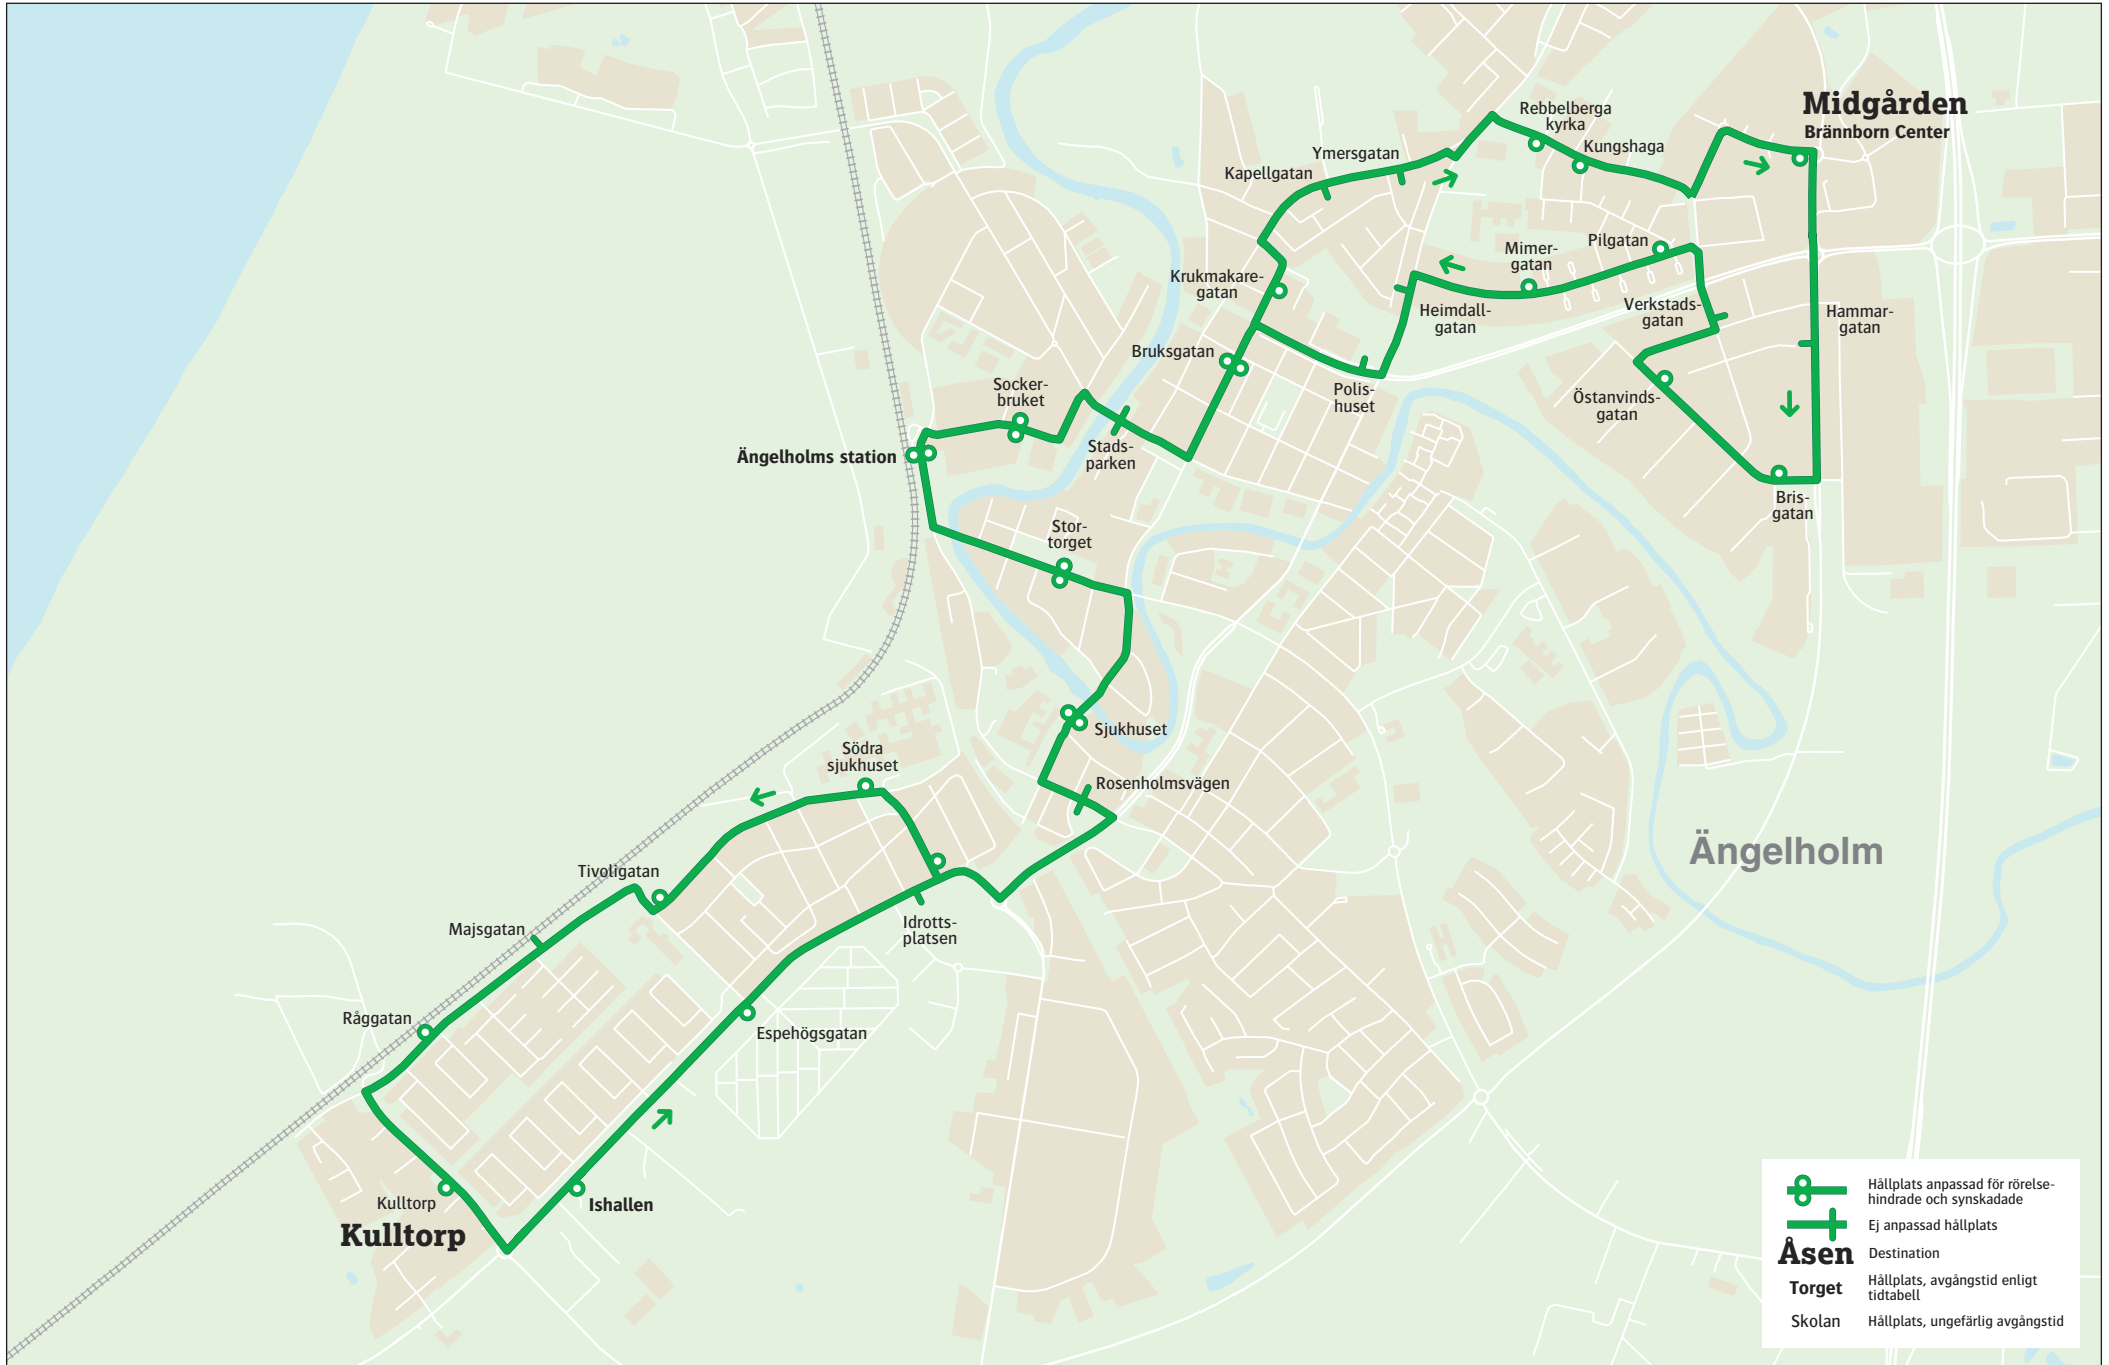 Midgården
Brännborn Center
Rebbelberga
kyrka
Kungshaga
Ymersgatan
Kapellgatan
Krukmakare-
gatan
Mimer-
gatan
Pilgatan
Verkstads-
gatan
Heimdall-
gatan
Hammar-
gatan
Bruksgatan
Polis-
huset
Östanvinds-
gatan
Socker-
bruket
Stads-
parken
Ängelholms station
Bris-
gatan
Stor-
torget
Sjukhuset
Södra
sjukhuset
Rosenholmsvägen
Ängelholm
Tivoligatan
Majsgatan
Idrotts-
platsen
Råggatan
Espehögsgatan
Kulltorp
Kulltorp
Ishallen
Hållplats anpassad för rörelse-
hindrade och synskadade
Ej anpassad hållplats
Åsen Destination
Torget Hållplats, avgångstid enligt
tidtabell
Skolan Hållplats, ungefärlig avgångstid